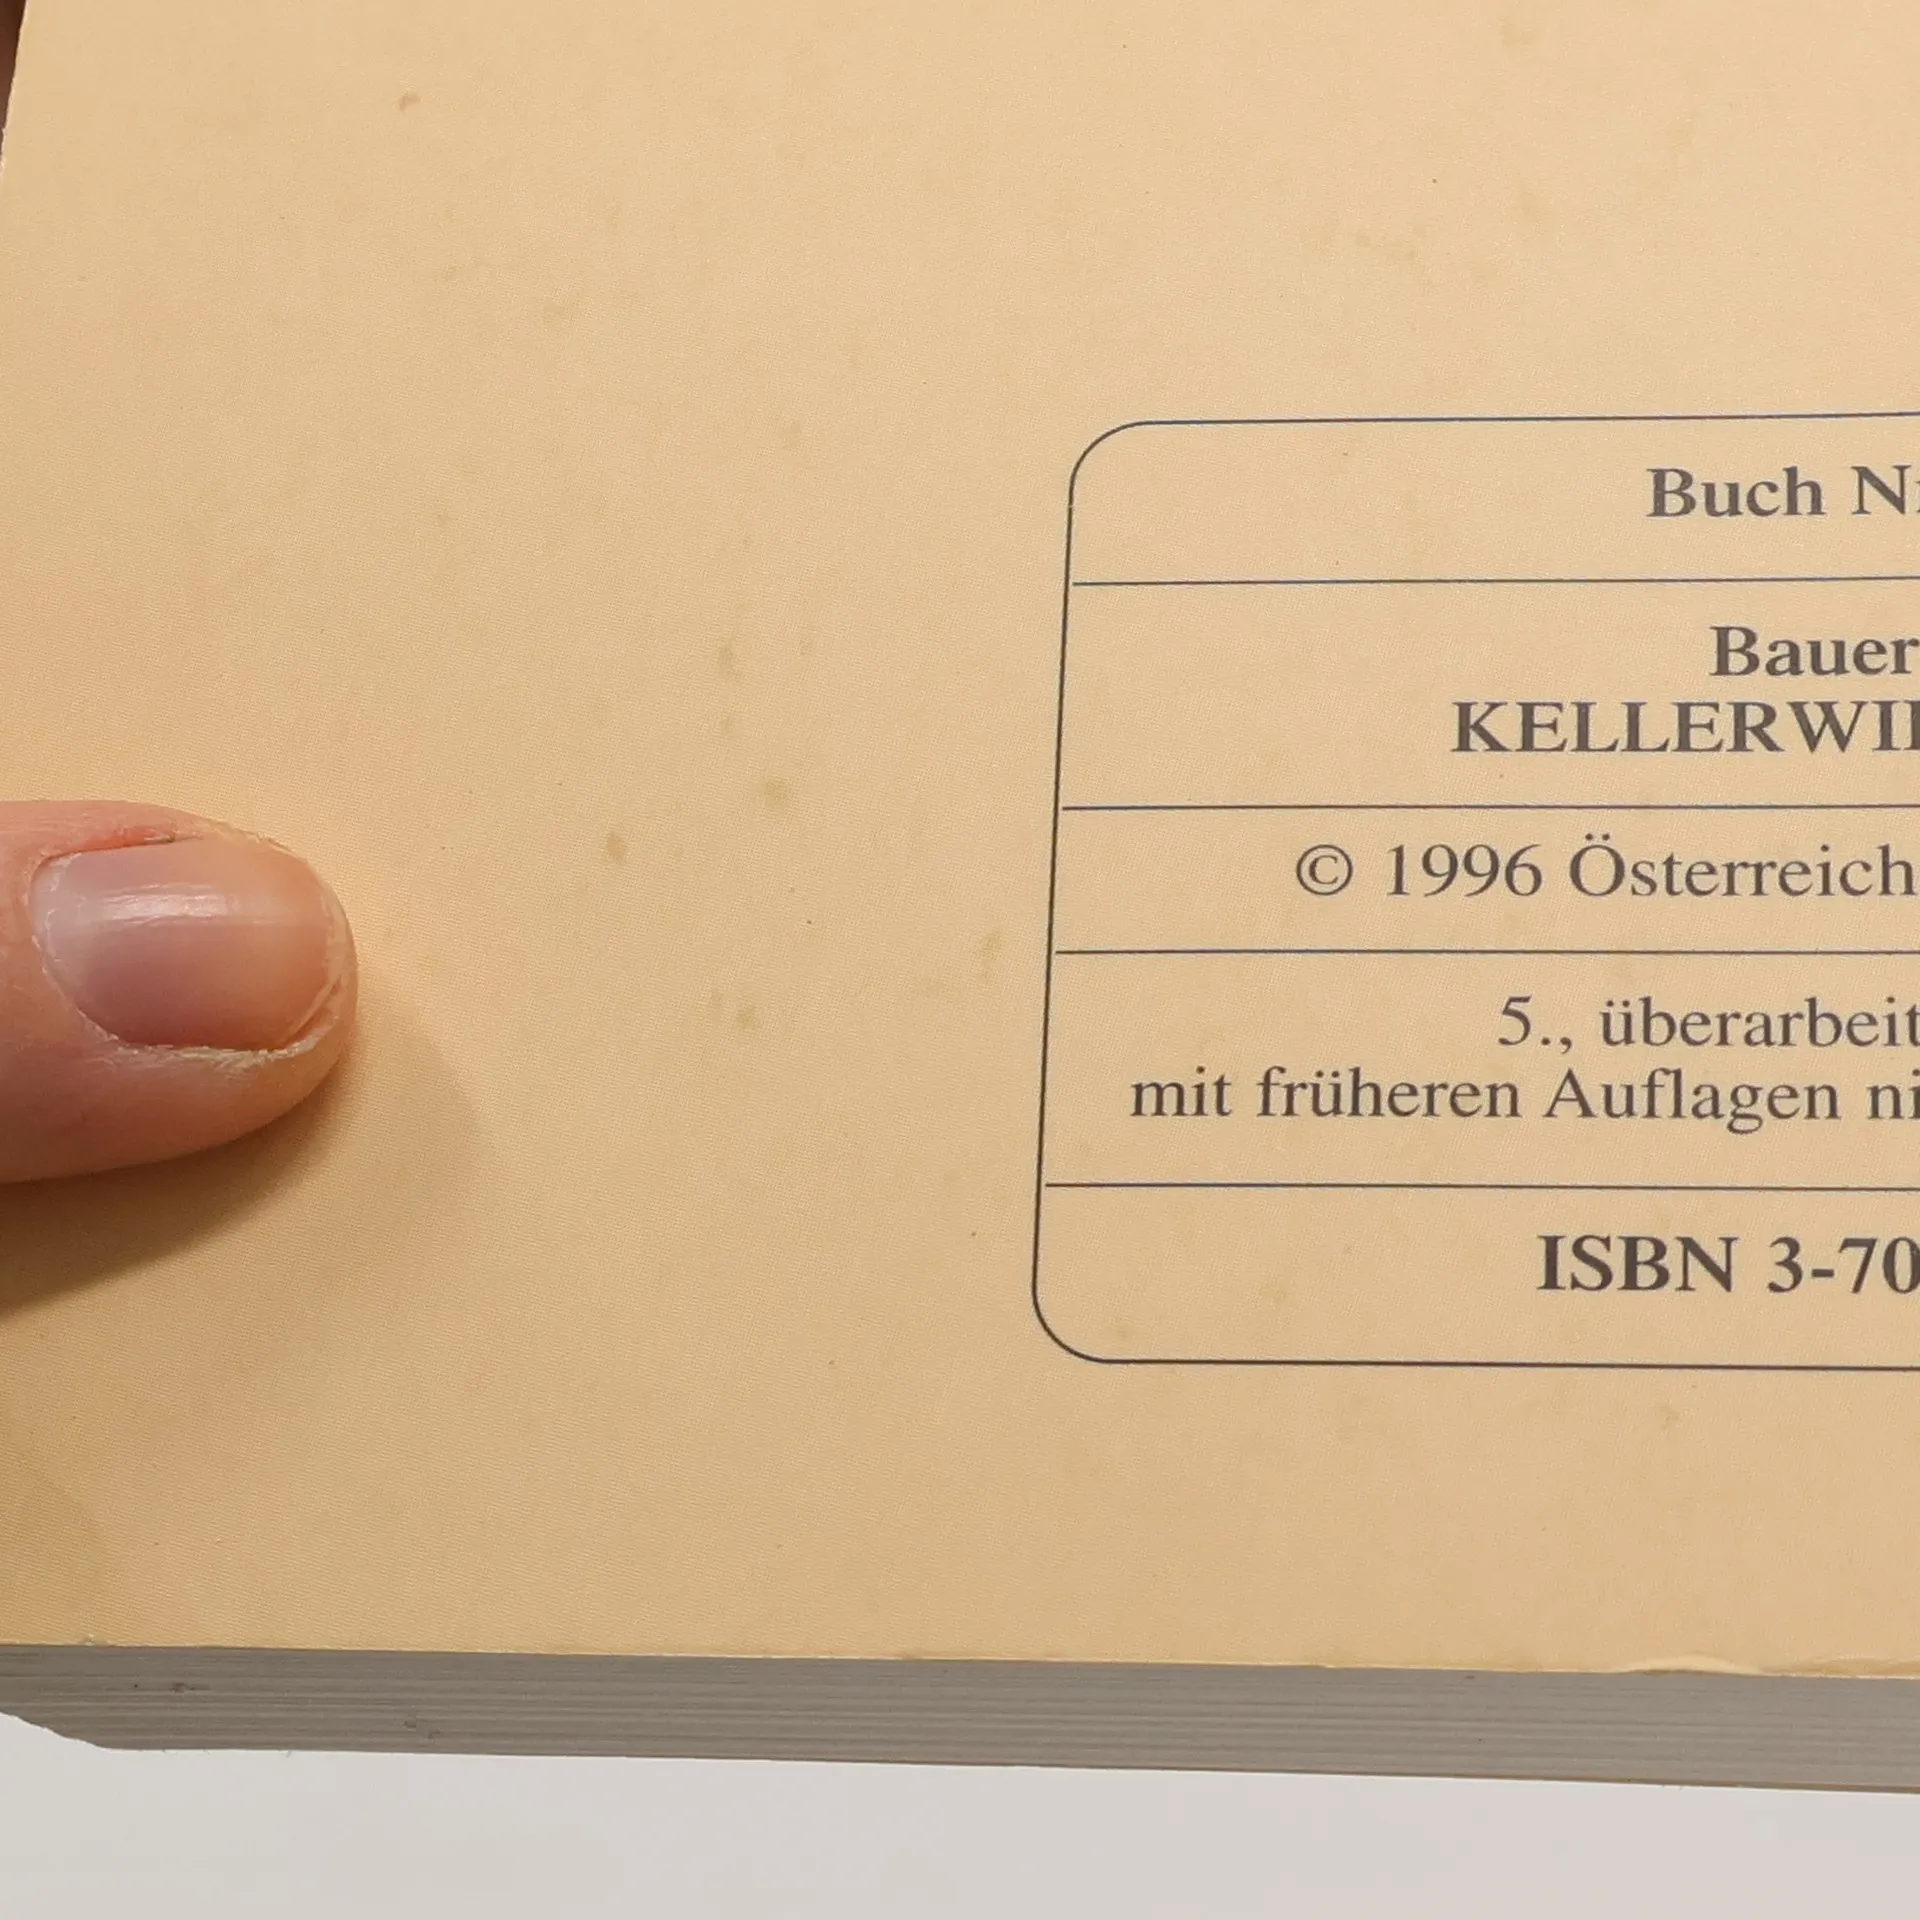 Buch N
Bauer
KELLERWI
© 1996 Österreich
5., überarbeit
mit früheren Auflagen ni
ISBN 3-70